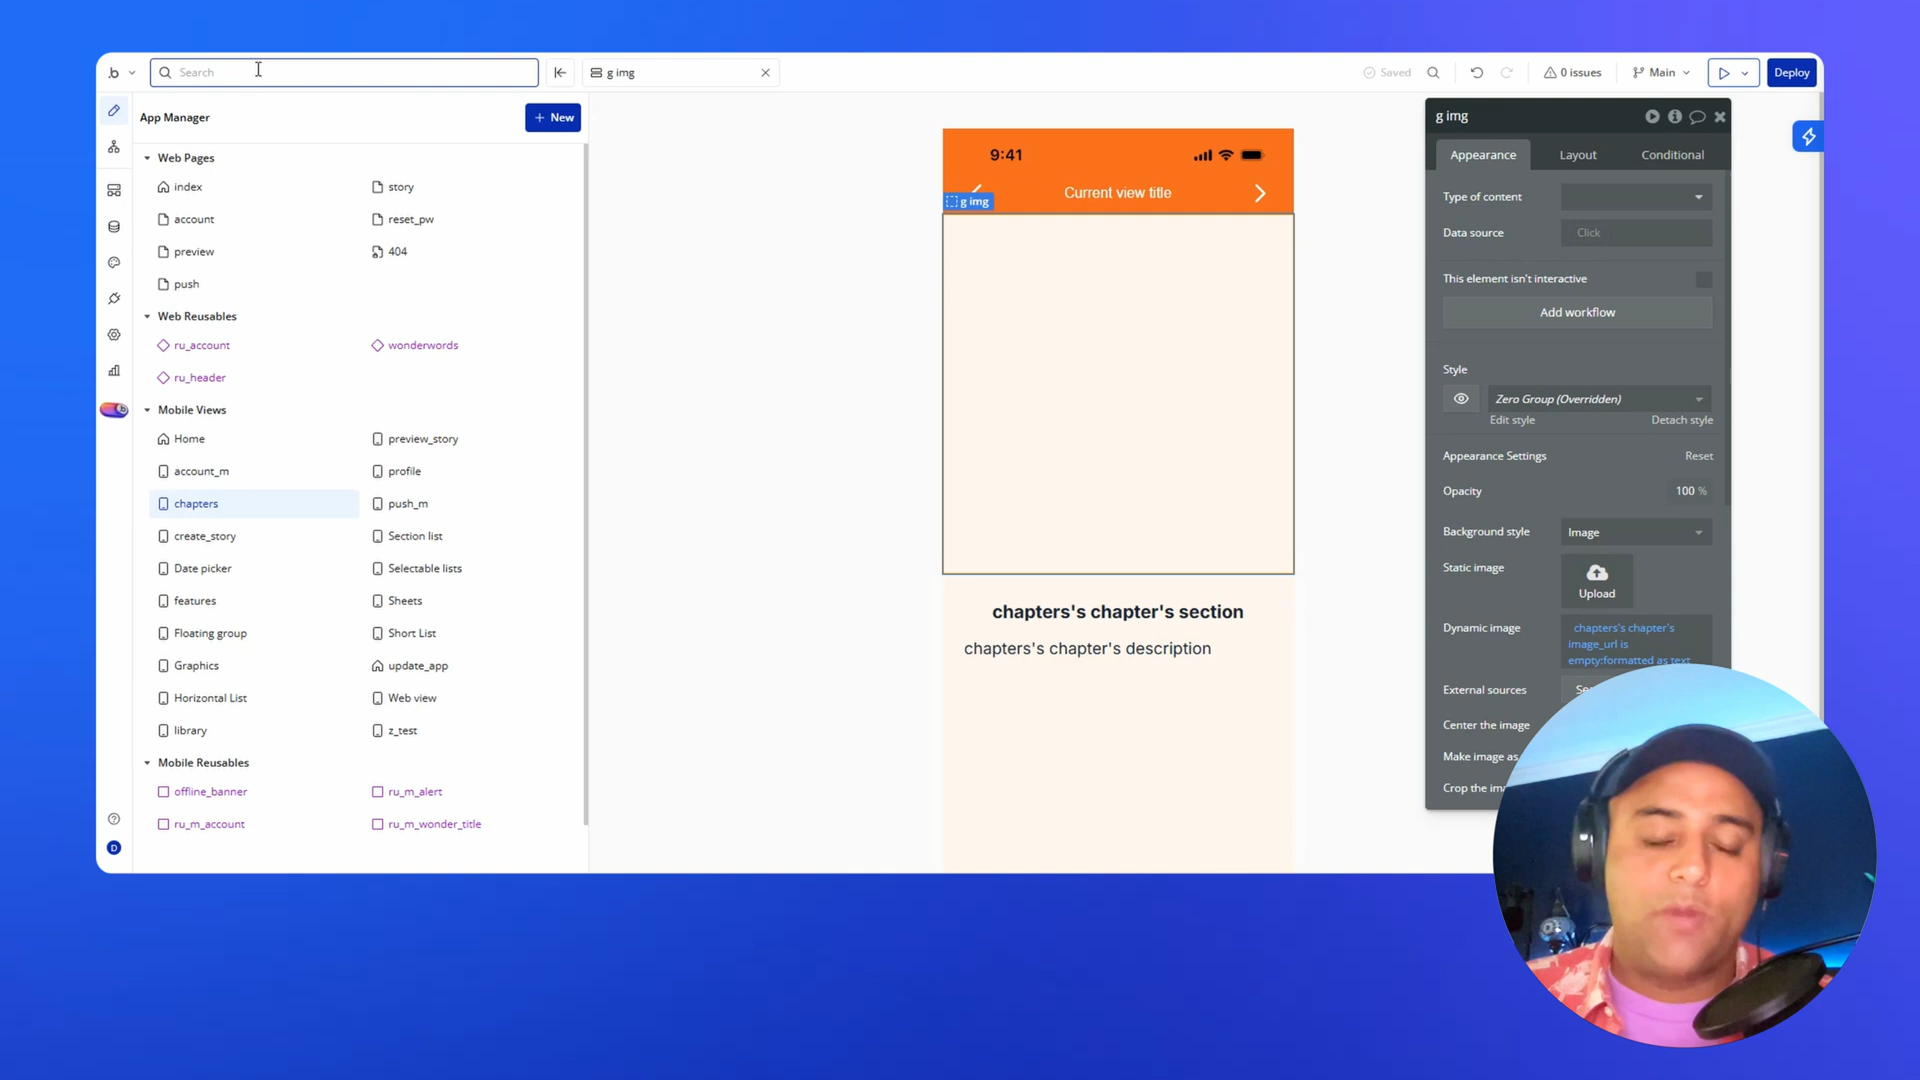 .b
Search
g img
Saved
0 issues
Main
Deploy
App Manager
+ New
Web Pages
index
story
account
reset_pw
preview
404
push
Web Reusables
ru_account
wonderwords
ru_header
Mobile Views
Home
preview_story
account_m
profile
chapters
push_m
create_story
Section list
Date picker
Selectable lists
features
Sheets
Floating group
Short List
Graphics
update_app
Horizontal List
Web view
library
z_test
Mobile Reusables
offline_banner
ru_m_alert
ru_m_account
ru_m_wonder_title
D
9:41
Current view title
g img
chapters's chapter's section
chapters's chapter's description
g img
Appearance
Layout
Conditional
Type of content
Data source
Click
This element isn't interactive
Add workflow
Style
Zero Group (Overridden)
Edit style
Detach style
Appearance Settings
Reset
Opacity
100 %
Background style
Image
Static image
Upload
Dynamic image
chapters's chapter's
image_url is
empty:formatted as text
External sources
Center the image
Make image as
Crop the